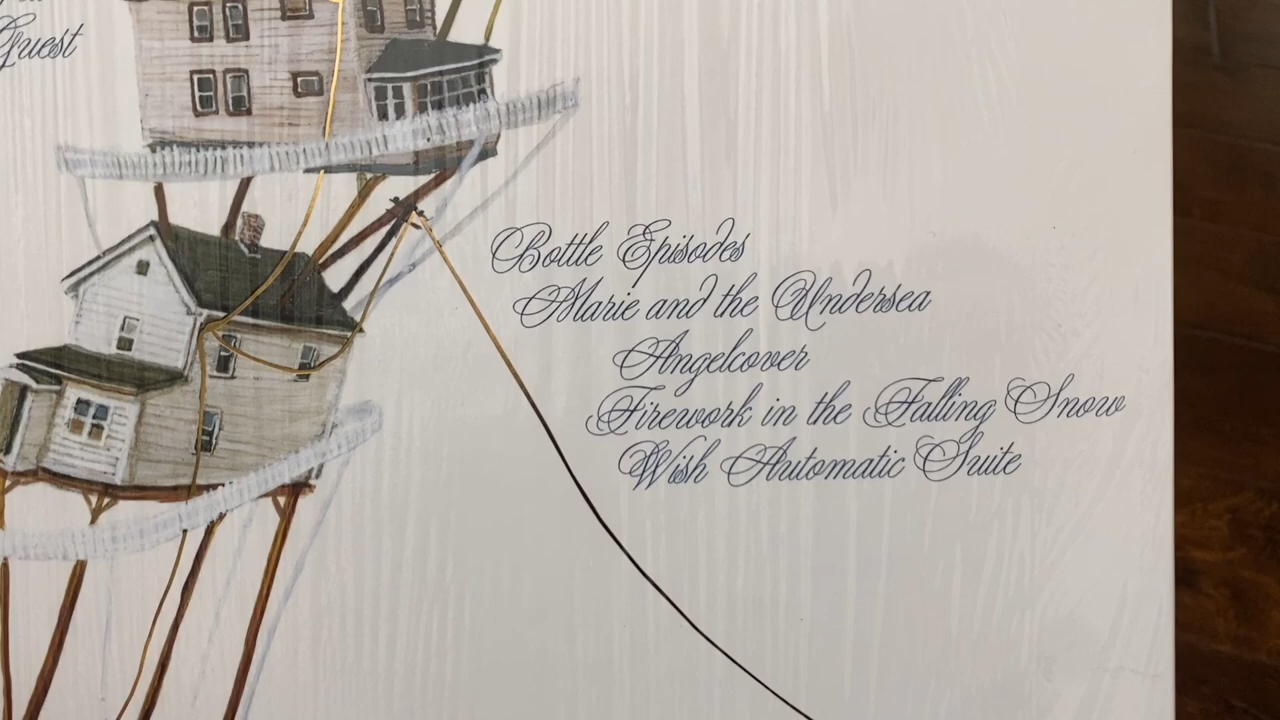 Guest
Bottle Episodes
Marie and the Undersea
Angelcover
Firework in the Falling Snow
Wish Automatic Suite